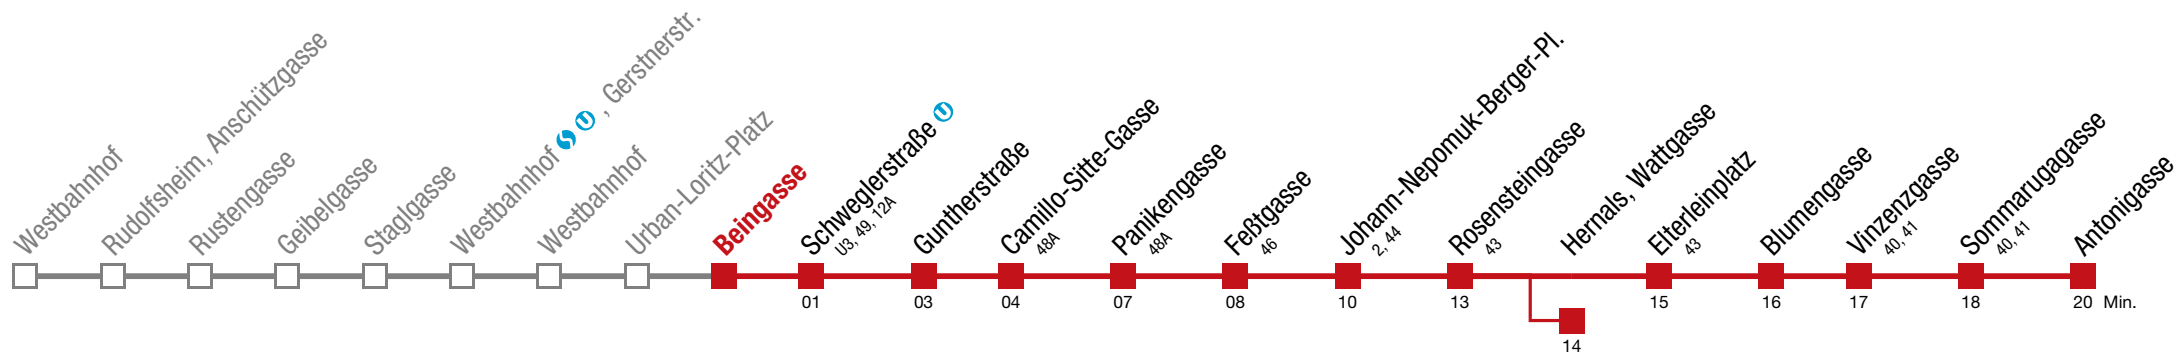 Westbahnhof
Rudolfsheim, Anschützgasse
Rustengasse
Geibelgasse
Staglgasse
Westbahnhof S U , Gerstnerstr.
Westbahnhof
Urban-Loritz-Platz
Beingasse
Schweglerstraße U
U3, 49, 12A
Guntherstraße
Camillo-Sitte-Gasse
48A
Panikengasse
48A
Feßtgasse
46
Johann-Nepomuk-Berger-Pl.
2, 44
Rosensteingasse
43
Hernals, Wattgasse
Elterleinplatz
43
Blumengasse
Vinzenzgasse
40, 41
Sommarugagasse
40, 41
Antonigasse
01 03 04 07 08 10 13 15 16 17 18 20 Min.
14